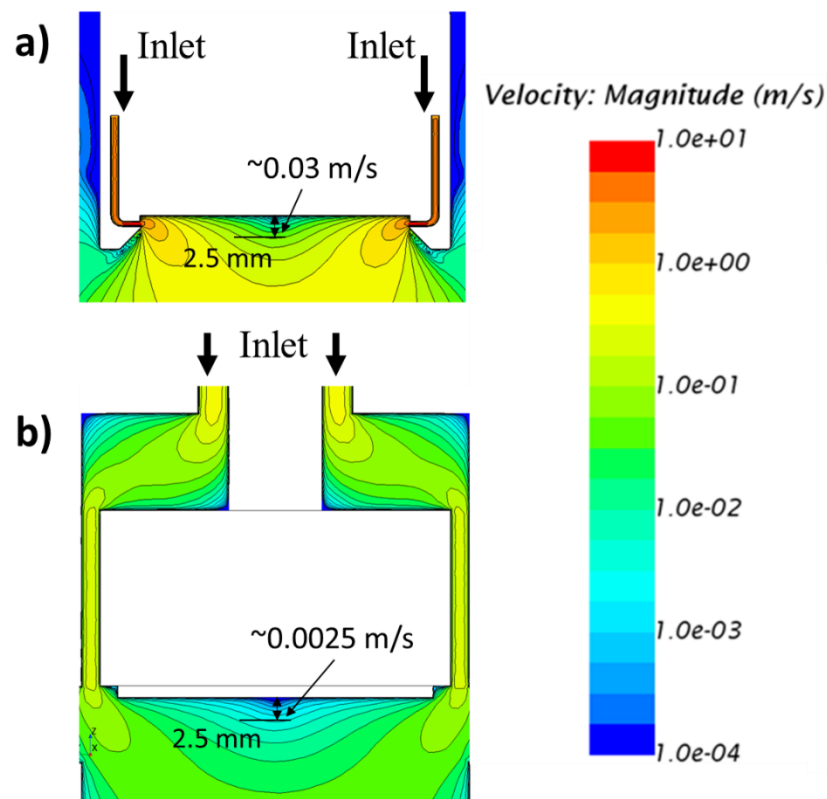 a)
Inlet Inlet
~0.03 m/s
2.5 mm
Inlet
b)
~0.0025 m/s
2.5 mm
z
x
Velocity: Magnitude (m/s)
1.0e+01
1.0e+00
1.0e-01
1.0e-02
1.0e-03
1.0e-04